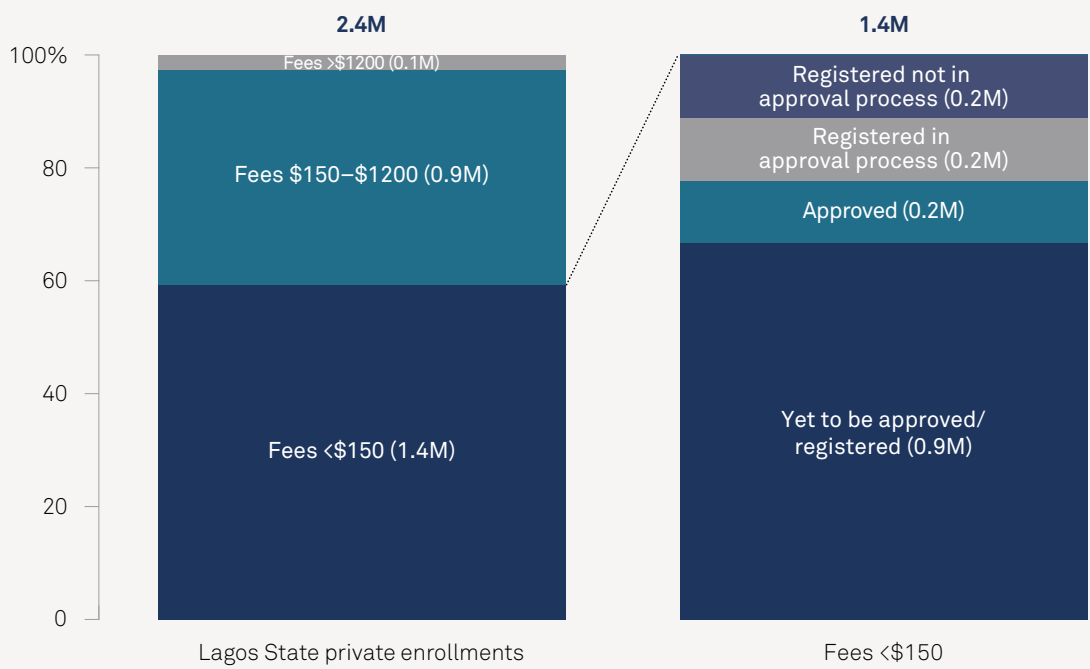 2.4M
1.4M
100%
80
60
40
20
0
Fees >$1200 (0.1M)
Fees $150–$1200 (0.9M)
Fees <$150 (1.4M)
Registered not in
approval process (0.2M)
Registered in
approval process (0.2M)
Approved (0.2M)
Yet to be approved/
registered (0.9M)
Lagos State private enrollments
Fees <$150